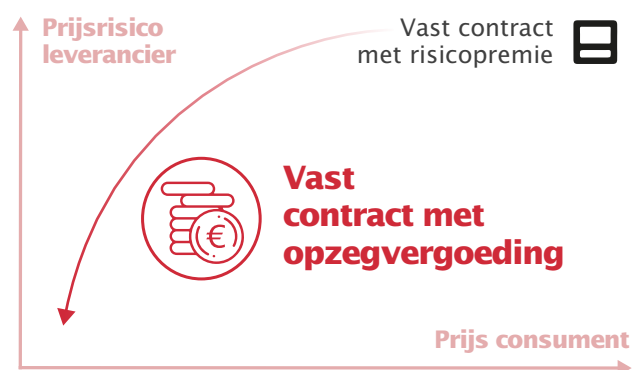 Prijsrisico
leverancier
Vast contract
met risicopremie
€
Vast
contract met
opzegvergoeding
Prijs consument